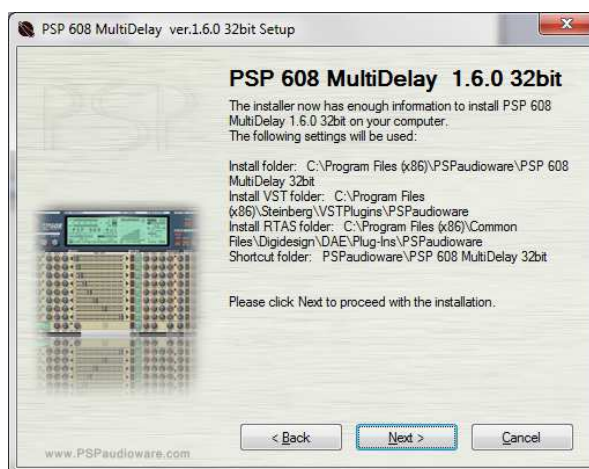 PSP 608 MultiDelay ver.1.6.0 32bit Setup
PSP
PSP 608 MultiDelay 1.6.0 32bit
The installer now has enough information to install PSP 608
MultiDelay 1.6.0 32bit on your computer.
The following settings will be used:
Install folder: C:\Program Files (x86)\PSPaudioware\PSP 608
MultiDelay 32bit
Install VST folder: C:\Program Files
(x86)\Steinberg\VSTPlugins\PSPaudioware
Install RTAS folder: C:\Program Files (x86)\Common
Files\Digidesign\DAE\Plug-Ins\PSPaudioware
Shortcut folder: PSPaudioware\PSP 608 MultiDelay 32bit
Please click Next to proceed with the installation.
< Back
Next >
Cancel
www.PSPaudioware.com